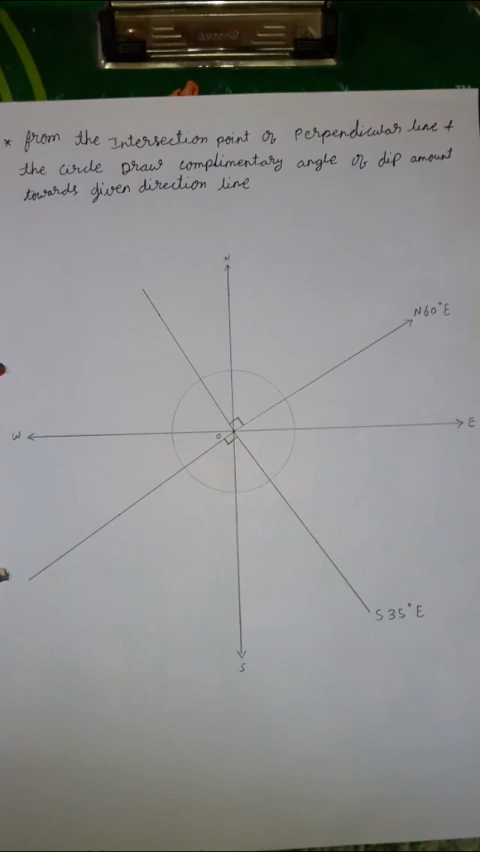 * from the Intersection point of Perpendicular line +
the circle Draw complimentary angle of dip amount
towards given direction line
N
N60°E
W
E
O
S35°E
S